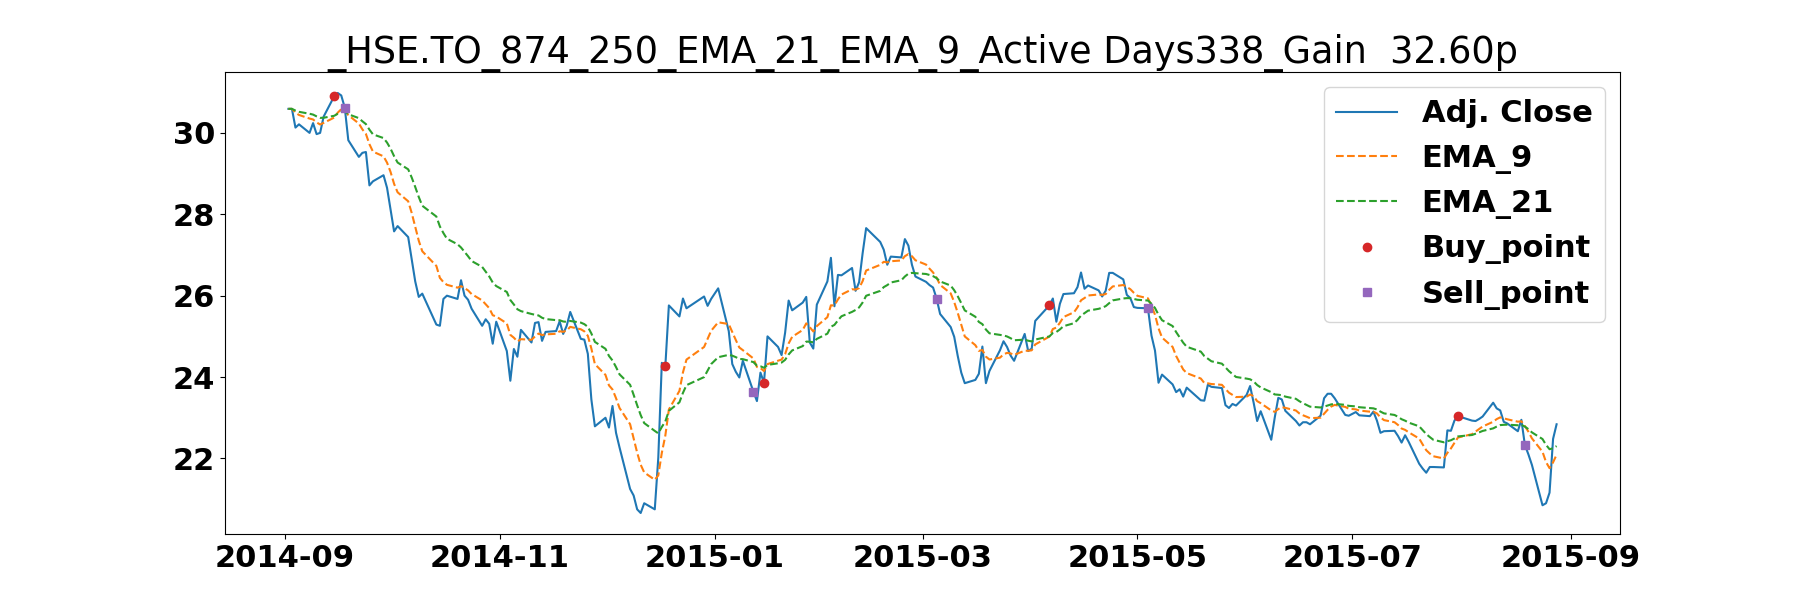 _HSE.TO_874_250_EMA_21_EMA_9_Active Days338_Gain  32.60p
Adj. Close
EMA_9
EMA_21
Buy_point
Sell_point
30
28
26
24
22
2014-09 2014-11 2015-01 2015-03 2015-05 2015-07 2015-09